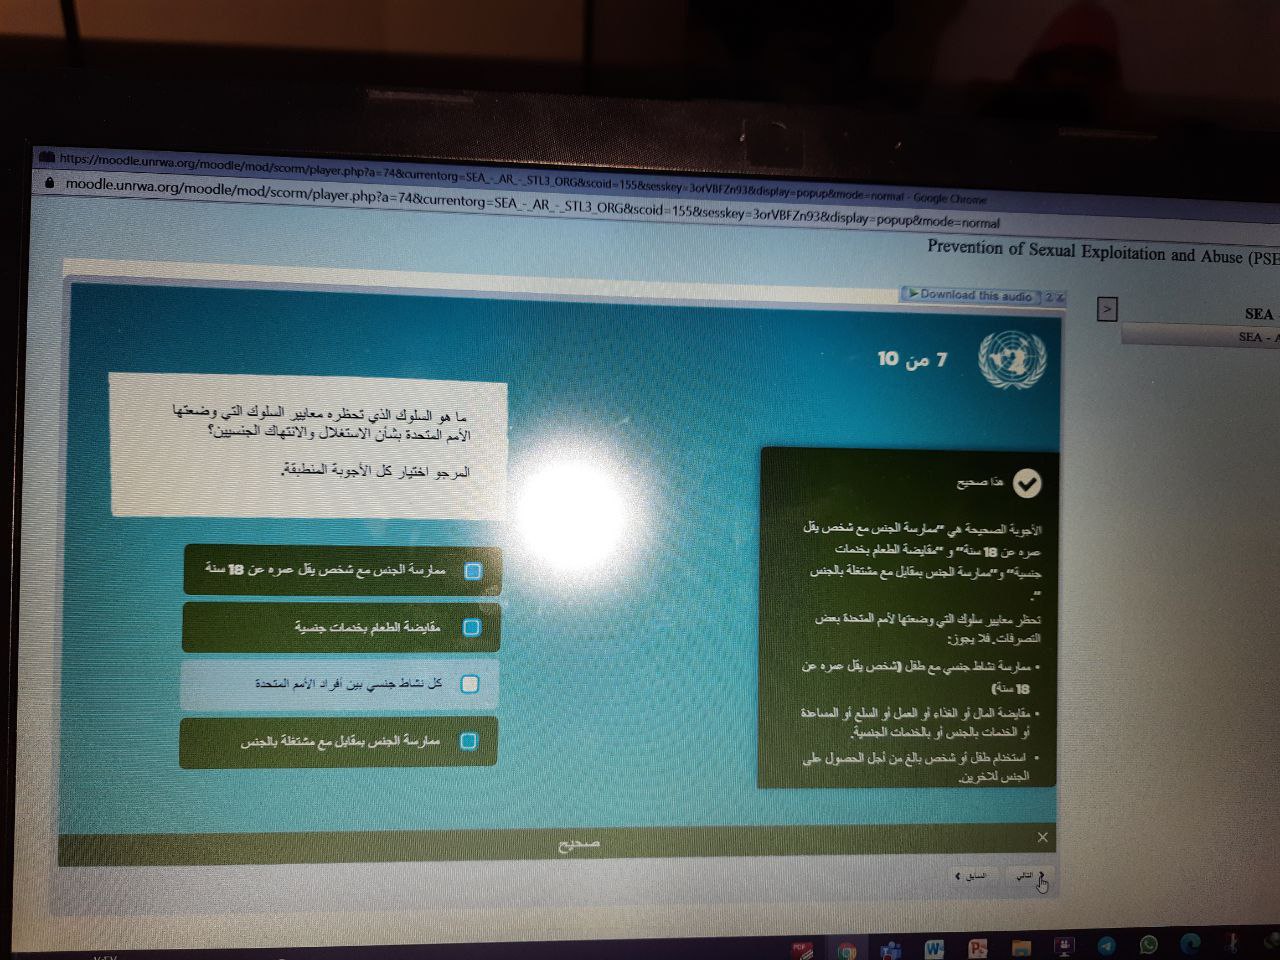 https://moodle.unrwa.org/moodle/mod/scorm/player.php?a=74&currentorg=SEA_-_AR_-_STL3_ORG&scoid=155&sesskey=3orVBFZn93&display=popup&mode=normal - Google Chrome
moodle.unrwa.org/moodle/mod/scorm/player.php?a=74&currentorg=SEA_-_AR_-_STL3_ORG&scoid=155&sesskey=3orVBFZn93&display=popup&mode=normal
Prevention of Sexual Exploitation and Abuse (PSE
Download this audio
>
SEA -
SEA - A
7 من 10
ما هو السلوك الذي تحظره معايير السلوك التي وضعتها
الأمم المتحدة بشأن الاستغلال والانتهاك الجنسيين؟
المرجو اختيار كل الأجوبة المنطبقة.
ممارسة الجنس مع شخص يقل عمره عن 18 سنة
مقايضة الطعام بخدمات جنسية
كل نشاط جنسي بين أفراد الأمم المتحدة
ممارسة الجنس بمقابل مع مشتغلة بالجنس
هذا صحيح
الأجوبة الصحيحة هي "ممارسة الجنس مع شخص يقل
عمره عن 18 سنة" و "مقايضة الطعام بخدمات
جنسية" و"ممارسة الجنس بمقابل مع مشتغلة بالجنس
".
تحظر معايير سلوك التي وضعتها لأمم المتحدة بعض
التصرفات. فلا يجوز:
• ممارسة نشاط جنسي مع طفل (شخص يقل عمره عن
18 سنة)
• مقايضة المال أو الغذاء أو العمل أو السلع أو المساعدة
أو الخدمات بالجنس أو بالخدمات الجنسية.
• استخدام طفل أو شخص بالغ من أجل الحصول على
الجنس للآخرين.
صحيح
السابق
التالي
PDF